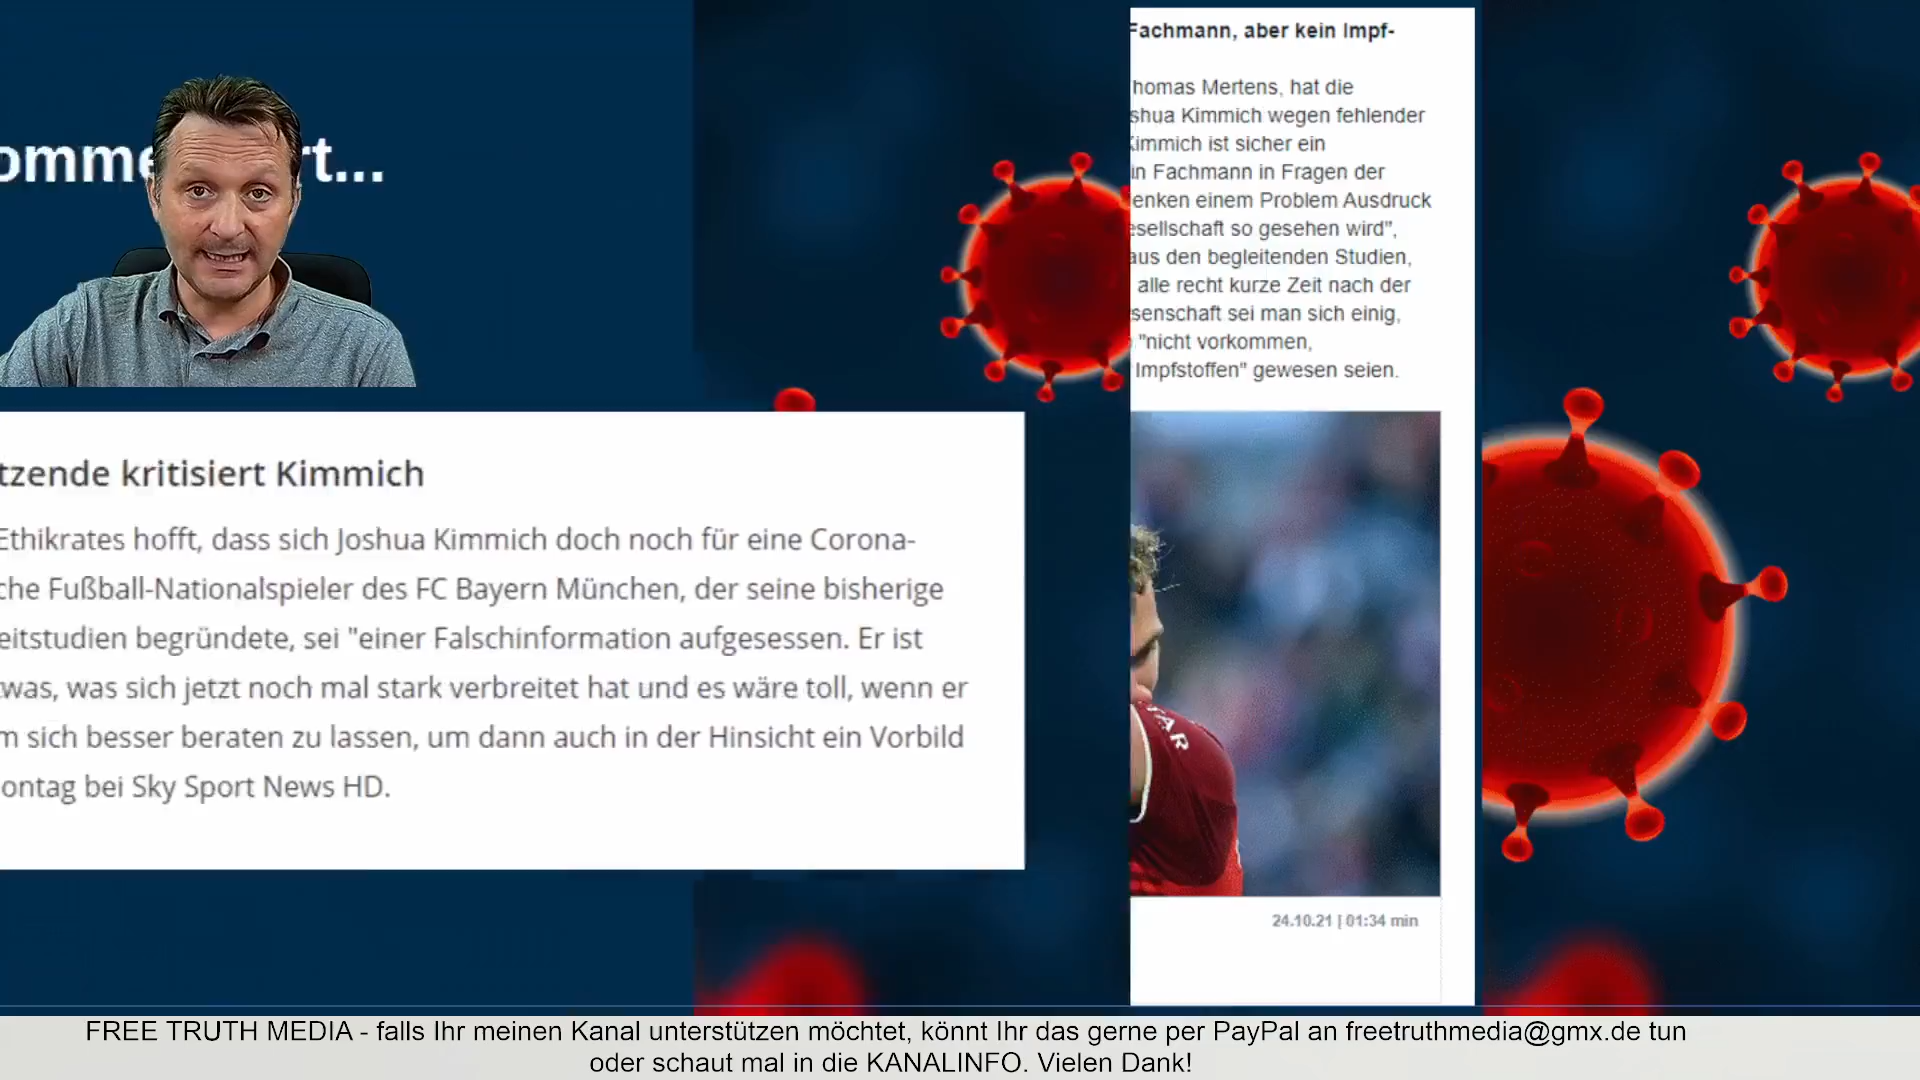 omme rt...
Fachmann, aber kein Impf-
homas Mertens, hat die
shua Kimmich wegen fehlender
Kimmich ist sicher ein
in Fachmann in Fragen der
enken einem Problem Ausdruck
esellschaft so gesehen wird",
aus den begleitenden Studien,
alle recht kurze Zeit nach der
senschaft sei man sich einig,
"nicht vorkommen,
Impfstoffen" gewesen seien.
AR
24.10.21 | 01:34 min
tzende kritisiert Kimmich
Ethikrates hofft, dass sich Joshua Kimmich doch noch für eine Corona-
che Fußball-Nationalspieler des FC Bayern München, der seine bisherige
eitstudien begründete, sei "einer Falschinformation aufgesessen. Er ist
was, was sich jetzt noch mal stark verbreitet hat und es wäre toll, wenn er
m sich besser beraten zu lassen, um dann auch in der Hinsicht ein Vorbild
ontag bei Sky Sport News HD.
FREE TRUTH MEDIA - falls Ihr meinen Kanal unterstützen möchtet, könnt Ihr das gerne per PayPal an freetruthmedia@gmx.de tun
oder schaut mal in die KANALINFO. Vielen Dank!